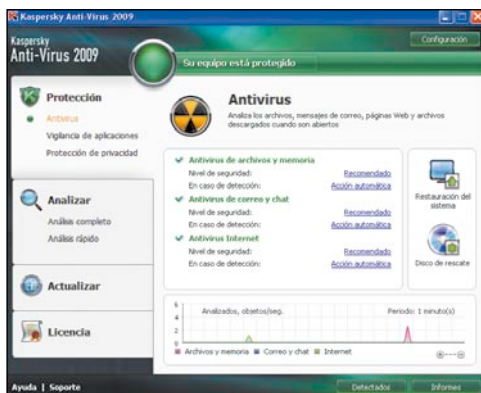 Kaspersky Anti-Virus 2009
Kaspersky
Anti-Virus 2009
Configuración
Su equipo está protegido
Protección
Antivirus
Vigilancia de aplicaciones
Protección de privacidad
Analizar
Análisis completo
Análisis rápido
Actualizar
Licencia
Antivirus
Analiza los archivos, mensajes de correo, páginas Web y archivos
descargados cuando son abiertos
Antivirus de archivos y memoria
Nivel de seguridad: Recomendado
En caso de detección: Acción automática
Antivirus de correo y chat
Nivel de seguridad: Recomendado
En caso de detección: Acción automática
Antivirus Internet
Nivel de seguridad: Recomendado
En caso de detección: Acción automática
Restauración del
sistema
Disco de rescate
Analizados, objetos/seg. Periodo: 1 minuto(s)
6
4
2
0
Archivos y memoria Correo y chat Internet
Ayuda | Soporte
Detectados Informes